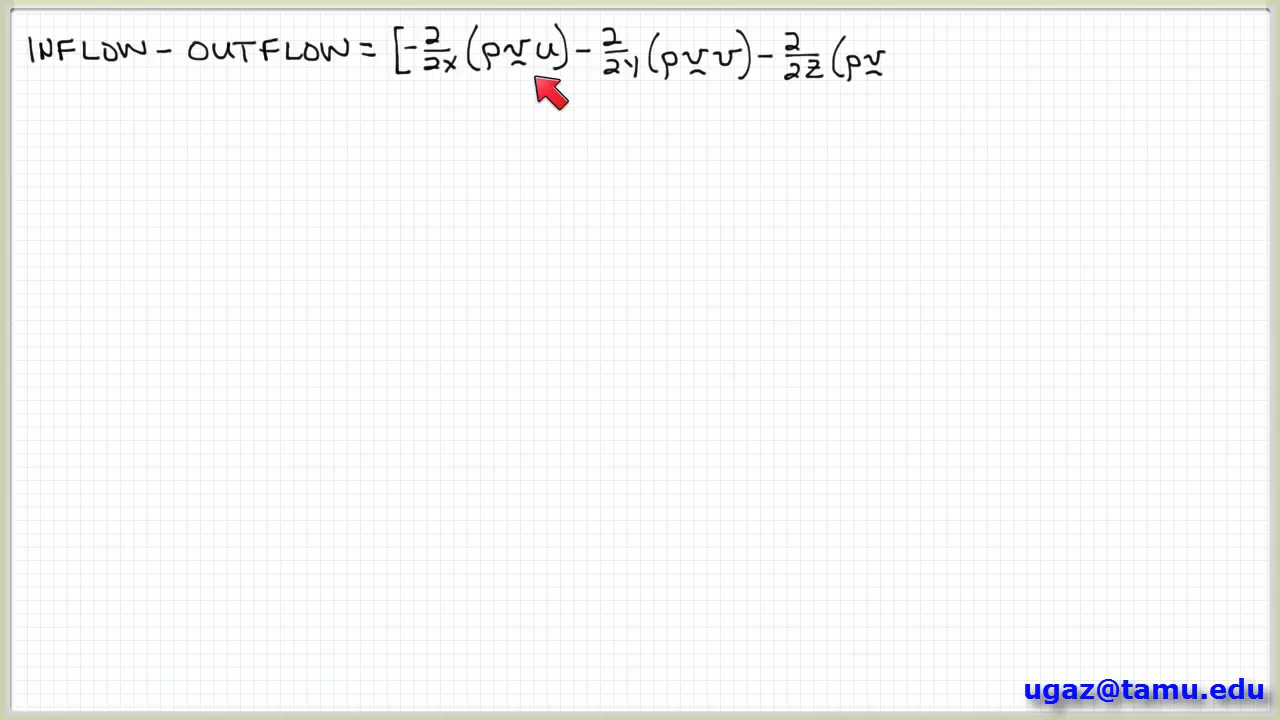 INFLOW - OUTFLOW = [-∂/∂x (ρv̰u) - ∂/∂y (ρv̰v) - ∂/∂z (ρv̰
ugaz@tamu.edu